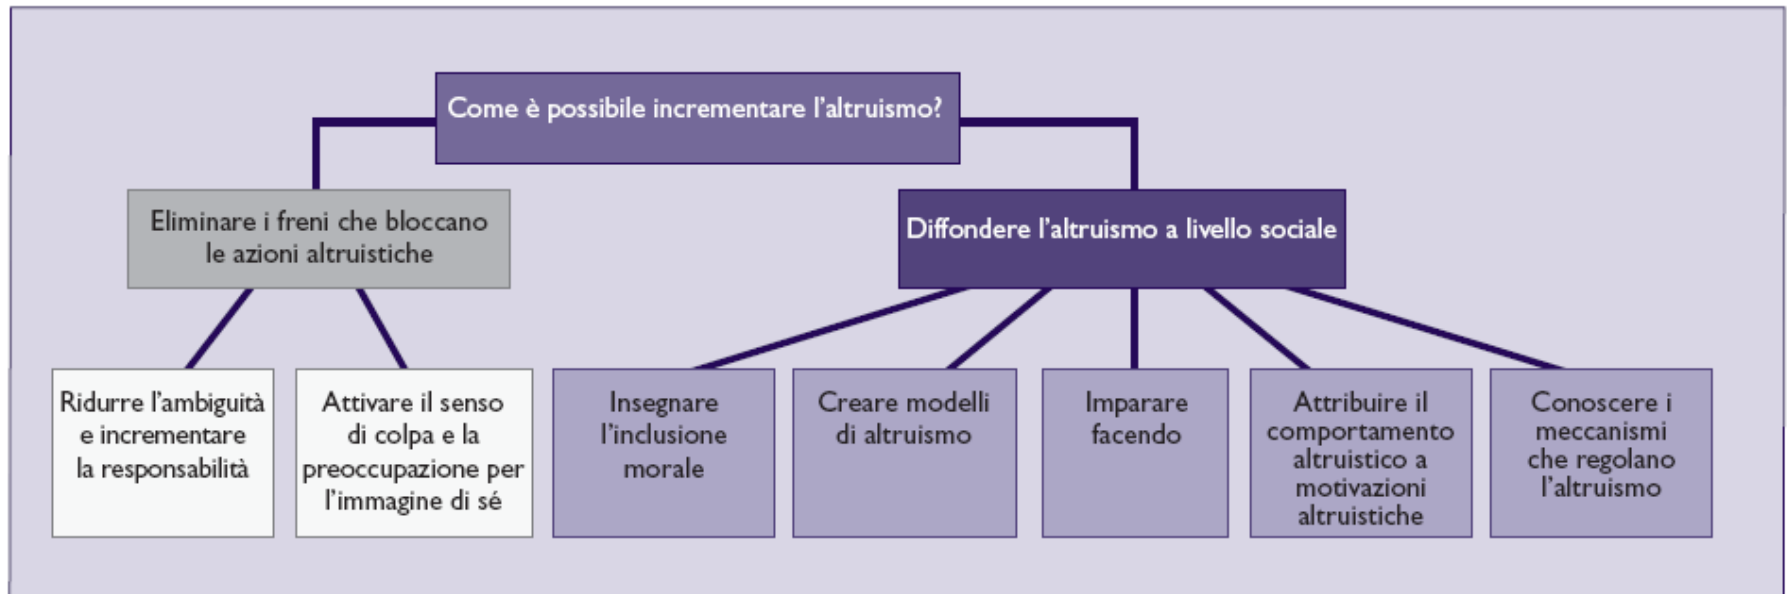 Come è possibile incrementare l'altruismo?
Eliminare i freni che bloccano
le azioni altruistiche
Diffondere l'altruismo a livello sociale
Ridurre l'ambiguità
e incrementare
la responsabilità
Attivare il senso
di colpa e la
preoccupazione per
l'immagine di sé
Insegnare
l'inclusione
morale
Creare modelli
di altruismo
Imparare
facendo
Attribuire il
comportamento
altruistico a
motivazioni
altruistiche
Conoscere i
meccanismi
che regolano
l'altruismo